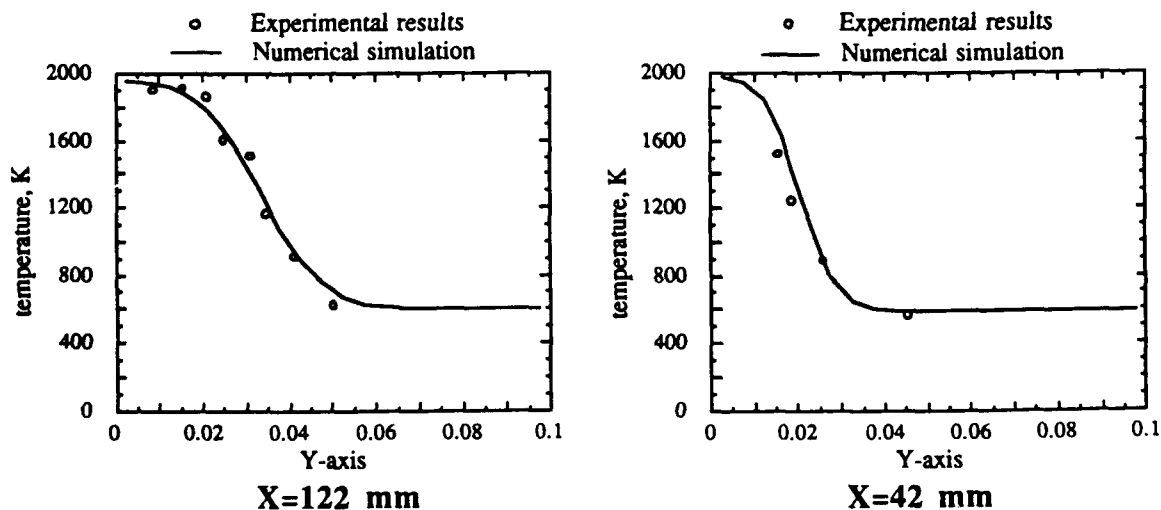 Experimental results
Numerical simulation
2000
1600
1200
800
400
0
temperature, K
0 0.02 0.04 0.06 0.08 0.1
Y-axis
X=122 mm
Experimental results
Numerical simulation
2000
1600
1200
800
400
0
temperature, K
0 0.02 0.04 0.06 0.08 0.1
Y-axis
X=42 mm